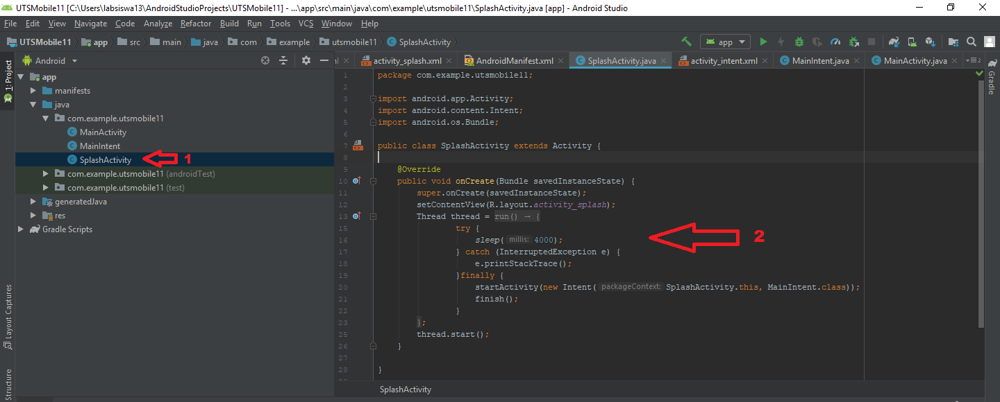 UTSMobile11 [C:\Users\labsiswa13\AndroidStudioProjects\UTSMobile11] - ...\app\src\main\java\com\example\utsmobile11\SplashActivity.java [app] - Android Studio
File Edit View Navigate Code Analyze Refactor Build Run Tools VCS Window Help
UTSMobile11 app src main java com example utsmobile11 SplashActivity app
Android
ml activity_splash.xml AndroidManifest.xml SplashActivity.java activity_intent.xml MainIntent.java MainActivity.java 2
1: Project
Layout Captures
Structure
app
manifests
java
com.example.utsmobile11
MainActivity
MainIntent
SplashActivity 1
com.example.utsmobile11 (androidTest)
com.example.utsmobile11 (test)
generatedJava
res
Gradle Scripts
1 package com.example.utsmobile11;
2
3 import android.app.Activity;
4 import android.content.Intent;
5 import android.os.Bundle;
6
7 public class SplashActivity extends Activity {
8
9 @Override
10 public void onCreate(Bundle savedInstanceState) {
11 super.onCreate(savedInstanceState);
12 setContentView(R.layout.activity_splash);
13 Thread thread = run() → {
15 try {
16 sleep( millis: 4000);
17 } catch (InterruptedException e) {
18 e.printStackTrace();
19 }finally {
20 startActivity(new Intent( packageContext: SplashActivity.this, MainIntent.class));
21 finish();
22 }
23 };
25 thread.start();
26 }
27
28 }
2
SplashActivity
Gradle